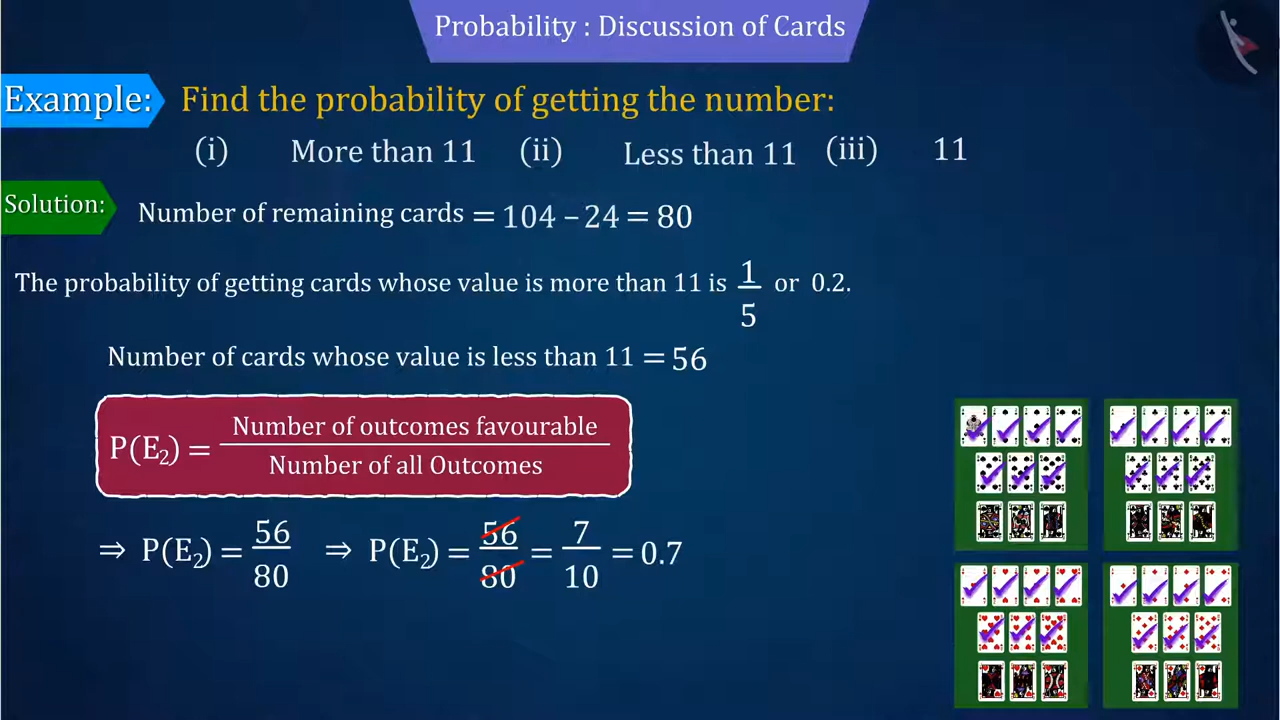 Probability : Discussion of Cards
Example: Find the probability of getting the number:
(i) More than 11 (ii) Less than 11 (iii) 11
Solution: Number of remaining cards = 104 – 24 = 80
The probability of getting cards whose value is more than 11 is 1/5 or 0.2.
Number of cards whose value is less than 11 = 56
P(E₂) = Number of outcomes favourable / Number of all Outcomes
⇒ P(E₂) = 56/80 ⇒ P(E₂) = 56/80 = 7/10 = 0.7